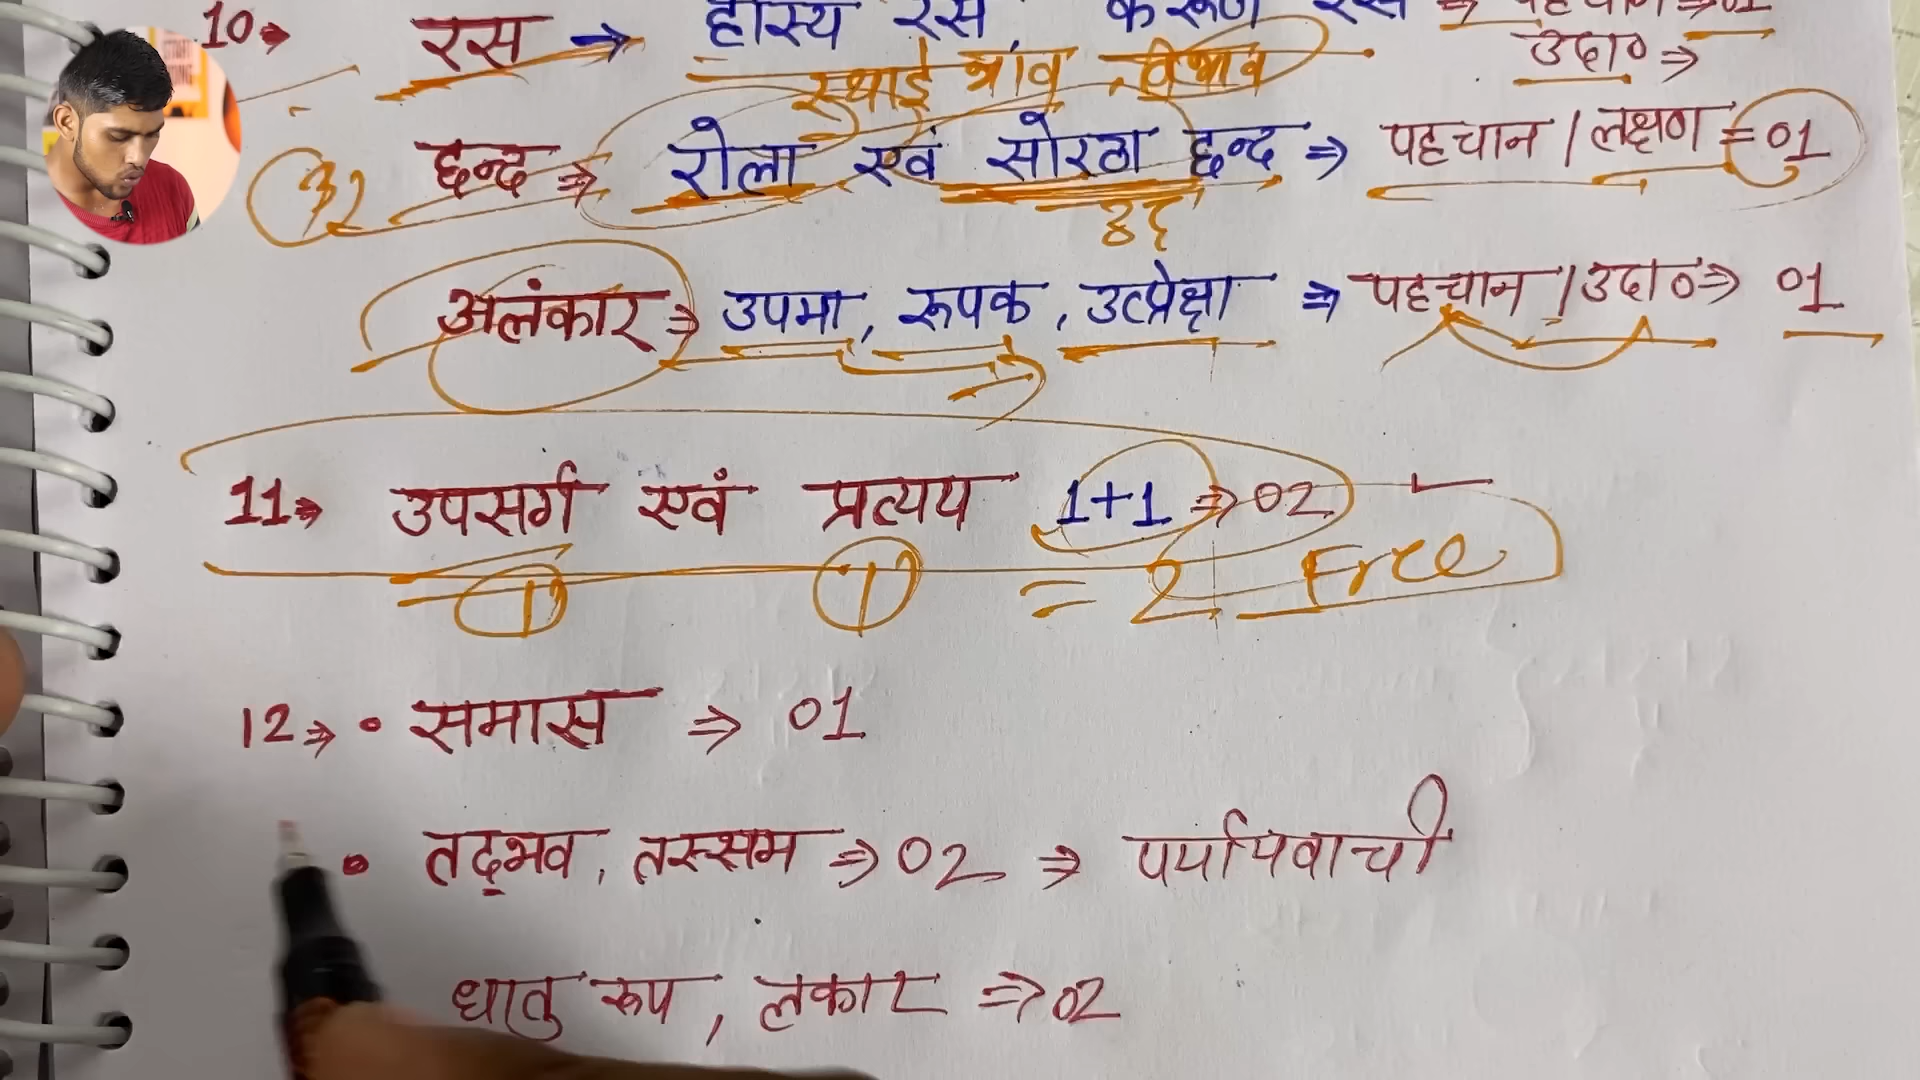 10⇒ रस → हास्य रस करूण रस ⇒ पहचान ⇒01
उदा० ⇒
स्थाई भाव, विभाव
32 छन्द ⇒ रोला एवं सोरठा छन्द ⇒ पहचान / लक्षण = 01
अलंकार ⇒ उपमा, रूपक, उत्प्रेक्षा ⇒ पहचान / उदा० ⇒ 01
11⇒ उपसर्ग एवं प्रत्यय 1+1 ⇒ 02
1 1 = 2 Free
12⇒ • समास ⇒ 01
• तद्भव, तत्सम ⇒ 02 ⇒ पर्यायवाची
धातु रूप, लकार ⇒ 02